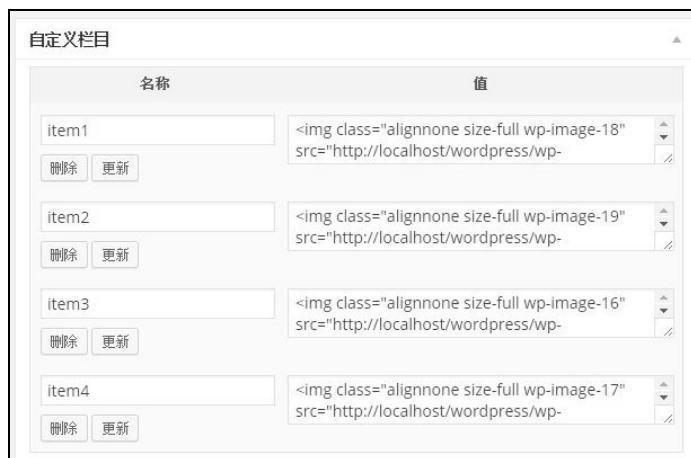 自定义栏目
名称 值
item1
<img class="alignnone size-full wp-image-18"
src="http://localhost/wordpress/wp-
删除 更新
item2
<img class="alignnone size-full wp-image-19"
src="http://localhost/wordpress/wp-
删除 更新
item3
<img class="alignnone size-full wp-image-16"
src="http://localhost/wordpress/wp-
删除 更新
item4
<img class="alignnone size-full wp-image-17"
src="http://localhost/wordpress/wp-
删除 更新